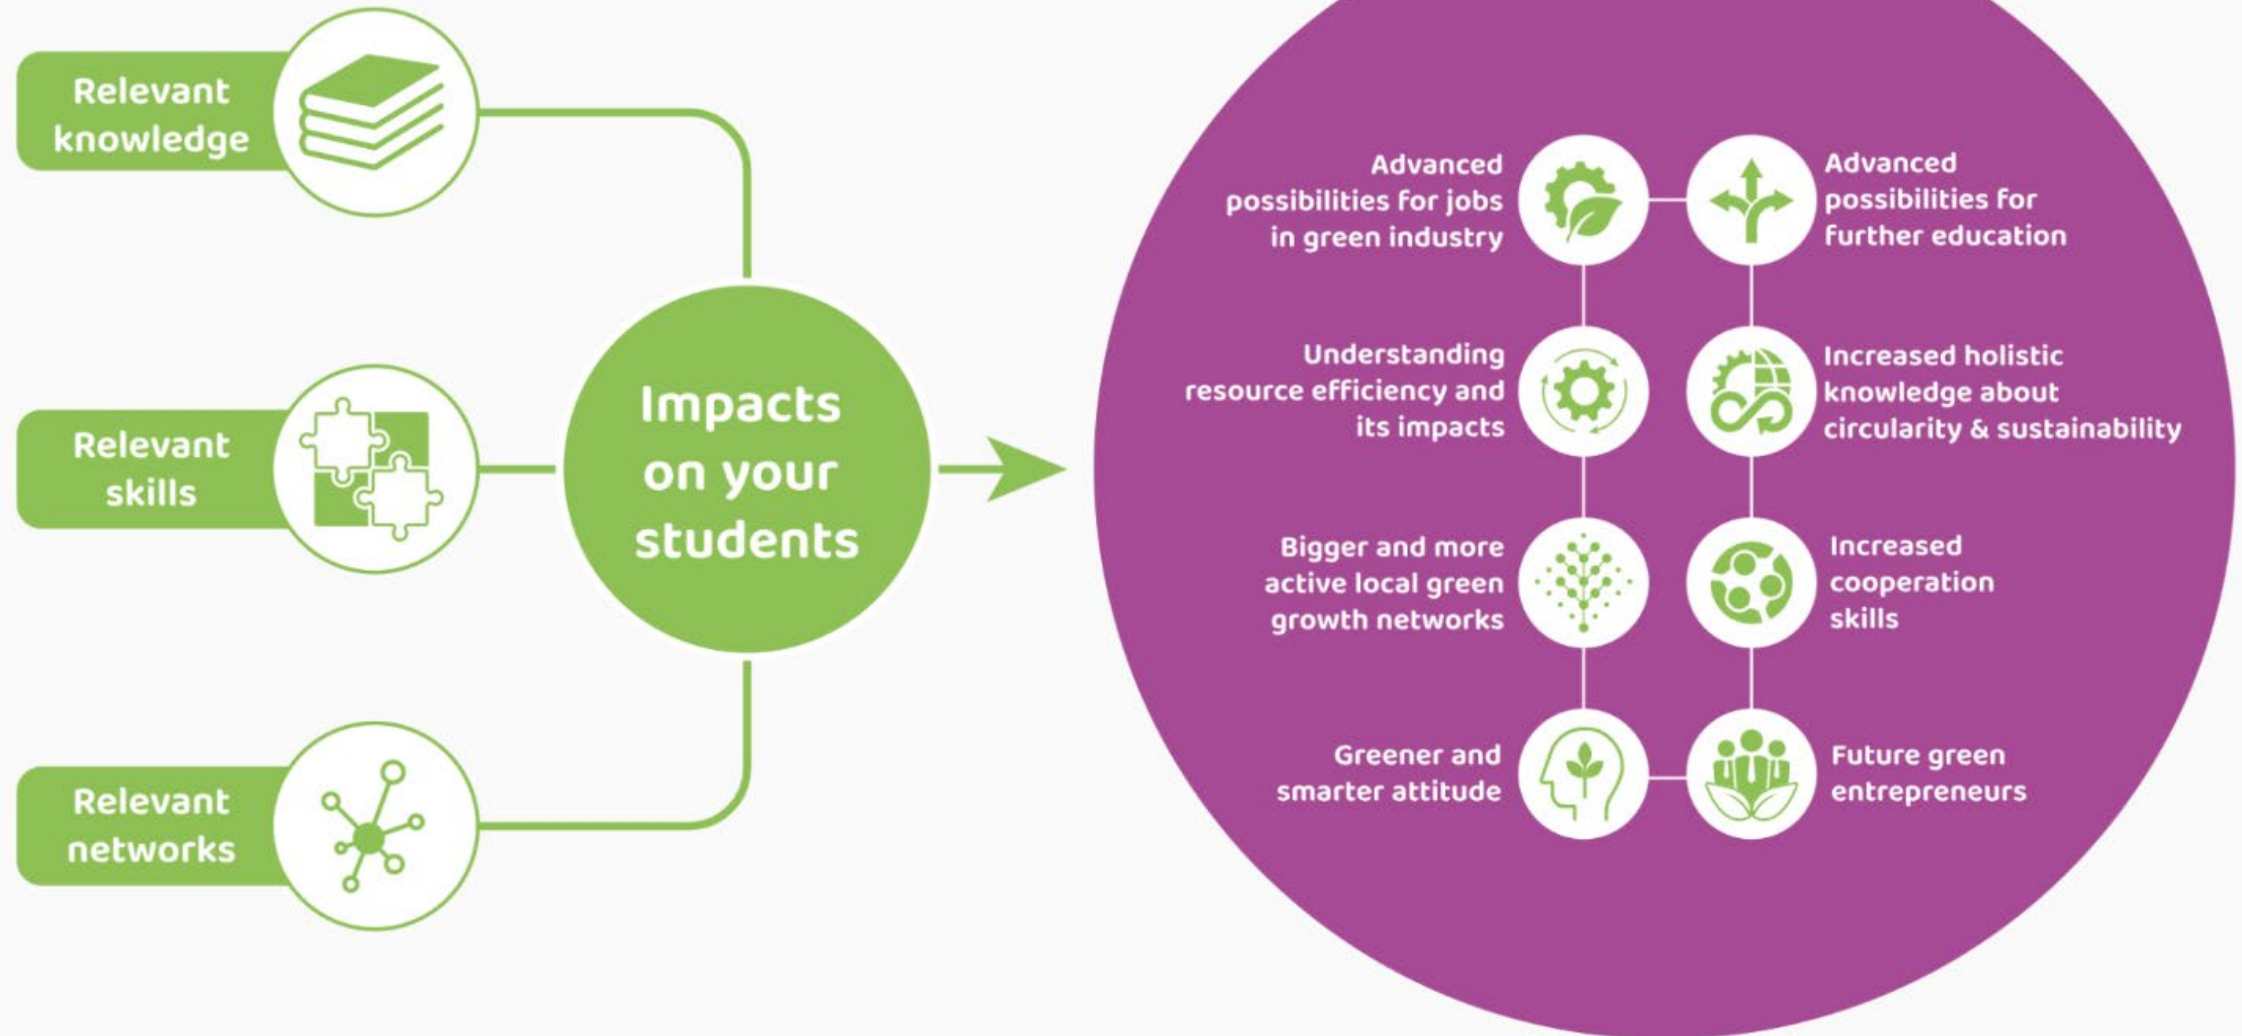 Relevant
knowledge
Relevant
skills
Relevant
networks
Impacts
on your
students
Advanced
possibilities for jobs
in green industry
Advanced
possibilities for
further education
Understanding
resource efficiency and
its impacts
Increased holistic
knowledge about
circularity & sustainability
Bigger and more
active local green
growth networks
Increased
cooperation
skills
Greener and
smarter attitude
Future green
entrepreneurs